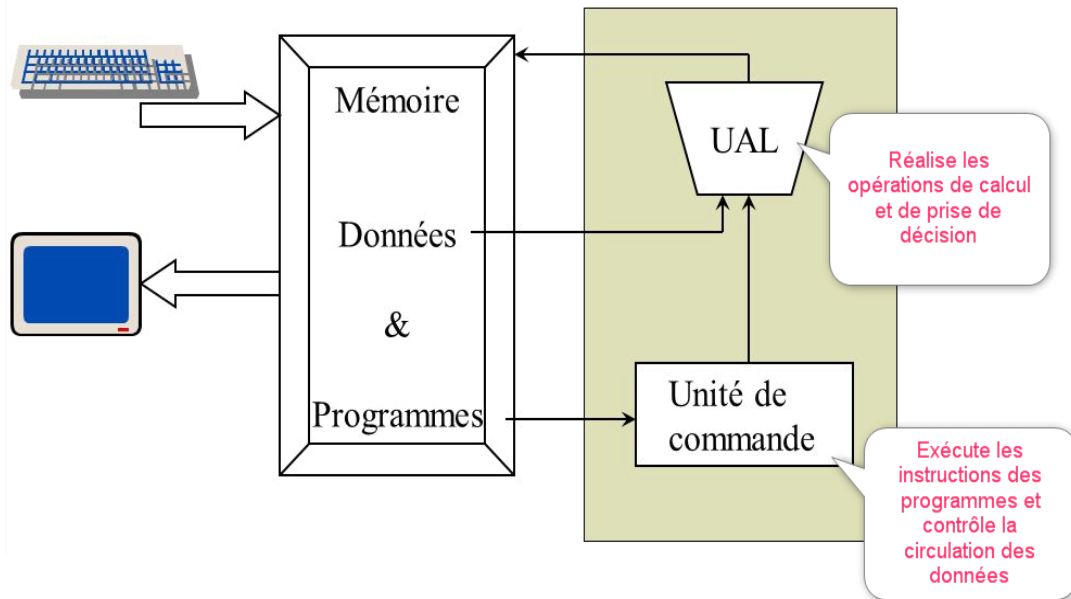 Mémoire
Données
&
Programmes
UAL
Réalise les
opérations de calcul
et de prise de
décision
Unité de
commande
Exécute les
instructions des
programmes et
contrôle la
circulation des
données